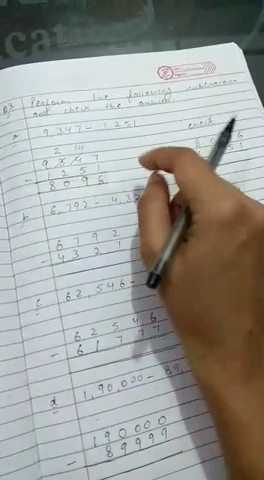 Q3 Perform the following subtraction
and check the answer.
a 9,347 - 1,251
check
2 14
9 3 4 7
- 1 2 5 1
8 0 9 6
b 6,792 - 4,32
6 7 9 2
- 4 3 2 1
c 62,546 -
6 2 5 4 6
- 6 1 7 7 7
d 1,90,000 - 89,
1 9 0 0 0 0
- 8 9 9 9 9